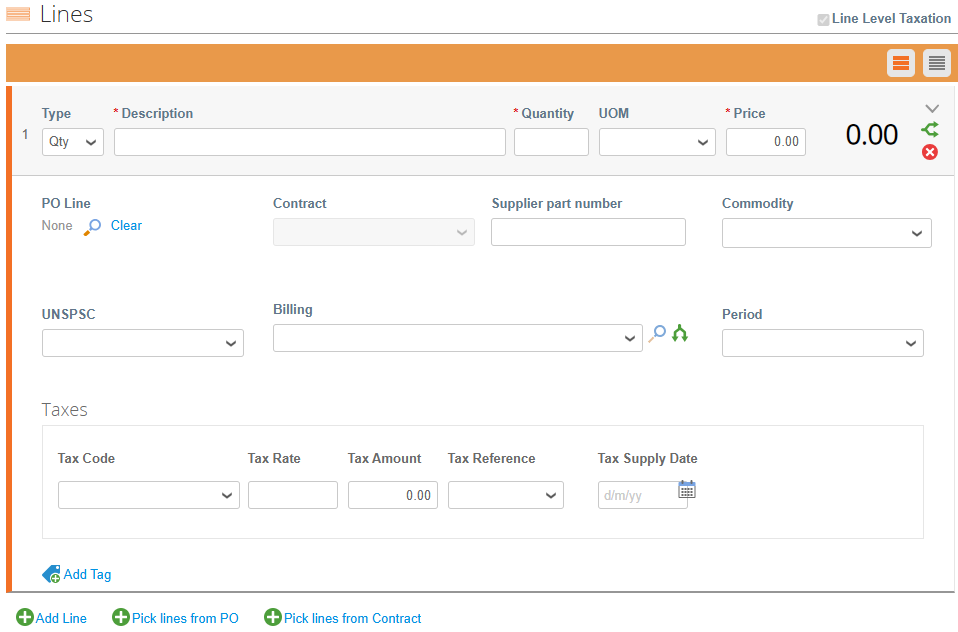 Lines
Line Level Taxation
Type * Description * Quantity UOM * Price
1 Qty 0.00 0.00
PO Line Contract Supplier part number Commodity
None Clear
UNSPSC Billing Period
Taxes
Tax Code Tax Rate Tax Amount Tax Reference Tax Supply Date
0.00 d/m/yy
Add Tag
Add Line Pick lines from PO Pick lines from Contract